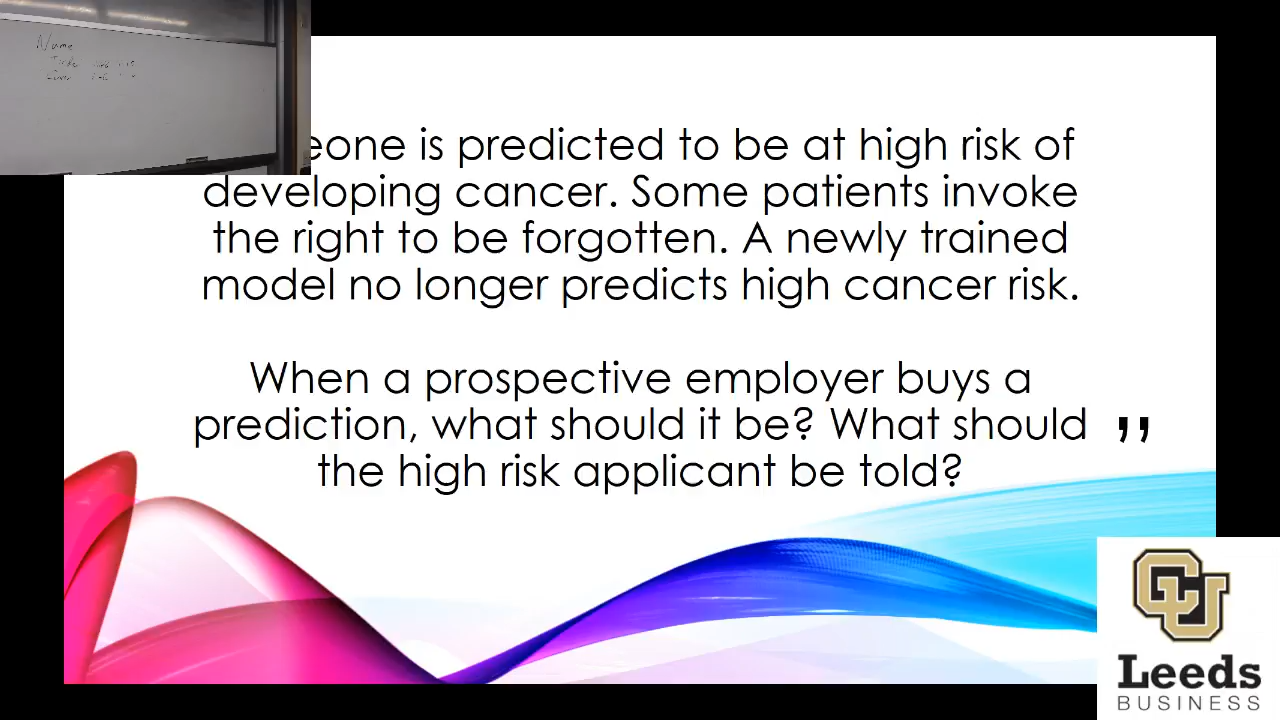 Name
eone is predicted to be at high risk of
developing cancer. Some patients invoke
the right to be forgotten. A newly trained
model no longer predicts high cancer risk.
When a prospective employer buys a
prediction, what should it be? What should
the high risk applicant be told?
”
CU
Leeds
BUSINESS